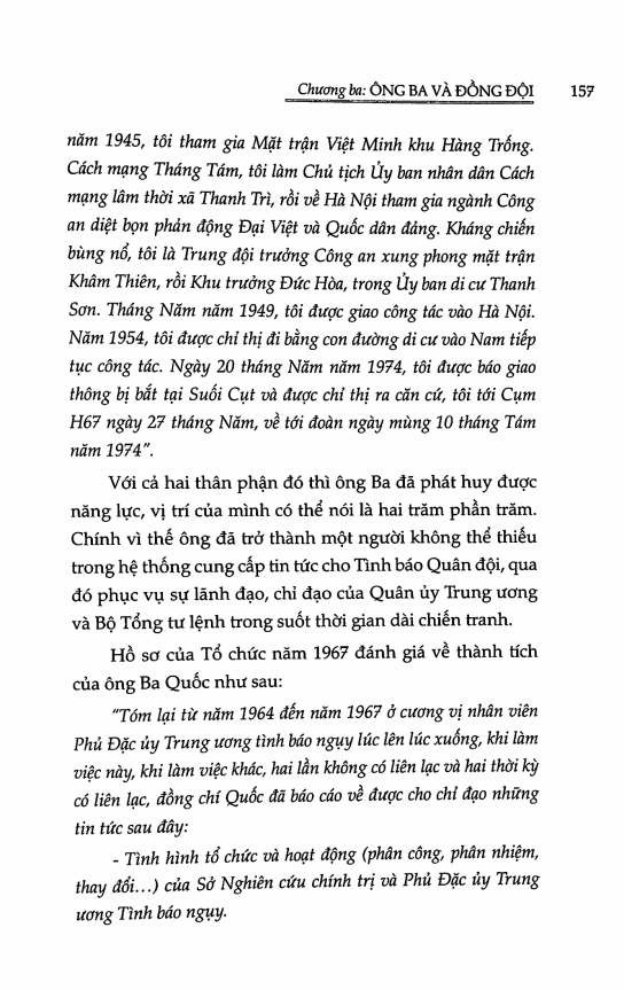 Chương ba: ÔNG BA VÀ ĐỒNG ĐỘI 157
năm 1945, tôi tham gia Mặt trận Việt Minh khu Hàng Trống.
Cách mạng Tháng Tám, tôi làm Chủ tịch Ủy ban nhân dân Cách
mạng lâm thời xã Thanh Trì, rồi về Hà Nội tham gia ngành Công
an diệt bọn phản động Đại Việt và Quốc dân đảng. Kháng chiến
bùng nổ, tôi là Trung đội trưởng Công an xung phong mặt trận
Khâm Thiên, rồi Khu trưởng Đức Hòa, trong Ủy ban di cư Thanh
Sơn. Tháng Năm năm 1949, tôi được giao công tác vào Hà Nội.
Năm 1954, tôi được chỉ thị đi bằng con đường di cư vào Nam tiếp
tục công tác. Ngày 20 tháng Năm năm 1974, tôi được báo giao
thông bị bắt tại Suối Cụt và được chỉ thị ra căn cứ, tôi tới Cụm
H67 ngày 27 tháng Năm, về tới đoàn ngày mùng 10 tháng Tám
năm 1974”.
Với cả hai thân phận đó thì ông Ba đã phát huy được
năng lực, vị trí của mình có thể nói là hai trăm phần trăm.
Chính vì thế ông đã trở thành một người không thể thiếu
trong hệ thống cung cấp tin tức cho Tình báo Quân đội, qua
đó phục vụ sự lãnh đạo, chỉ đạo của Quân ủy Trung ương
và Bộ Tổng tư lệnh trong suốt thời gian dài chiến tranh.
Hồ sơ của Tổ chức năm 1967 đánh giá về thành tích
của ông Ba Quốc như sau:
“Tóm lại từ năm 1964 đến năm 1967 ở cương vị nhân viên
Phủ Đặc ủy Trung ương tình báo ngụy lúc lên lúc xuống, khi làm
việc này, khi làm việc khác, hai lần không có liên lạc và hai thời kỳ
có liên lạc, đồng chí Quốc đã báo cáo về được cho chỉ đạo những
tin tức sau đây:
- Tình hình tổ chức và hoạt động (phân công, phân nhiệm,
thay đổi...) của Sở Nghiên cứu chính trị và Phủ Đặc ủy Trung
ương Tình báo ngụy.